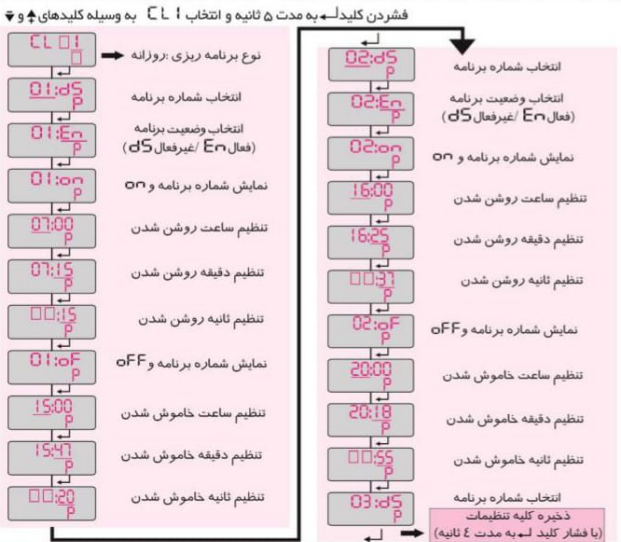 فشردن کلید ↵ به مدت ۵ ثانیه و انتخاب CL1 به وسیله کلیدهای ⇞ و ⇟
CL 01
0
نوع برنامه ریزی :روزانه
01:dS
P
انتخاب شماره برنامه
01:En
P
انتخاب وضعیت برنامه
(فعال En /غیرفعال dS)
01:on
P
نمایش شماره برنامه و on
07:00
P
تنظیم ساعت روشن شدن
07:15
P
تنظیم دقیقه روشن شدن
00:15
P
تنظیم ثانیه روشن شدن
01:oF
P
نمایش شماره برنامه و oFF
15:00
P
تنظیم ساعت خاموش شدن
15:47
P
تنظیم دقیقه خاموش شدن
00:20
P
تنظیم ثانیه خاموش شدن
02:dS
P
انتخاب شماره برنامه
02:En
P
انتخاب وضعیت برنامه
(فعال En /غیرفعال dS)
02:on
P
نمایش شماره برنامه و on
16:00
P
تنظیم ساعت روشن شدن
16:25
P
تنظیم دقیقه روشن شدن
00:37
P
تنظیم ثانیه روشن شدن
02:oF
P
نمایش شماره برنامه و oFF
20:00
P
تنظیم ساعت خاموش شدن
20:18
P
تنظیم دقیقه خاموش شدن
00:55
P
تنظیم ثانیه خاموش شدن
03:dS
P
انتخاب شماره برنامه
ذخیره کلیه تنظیمات
(با فشار کلید ↵ به مدت ٤ ثانیه)